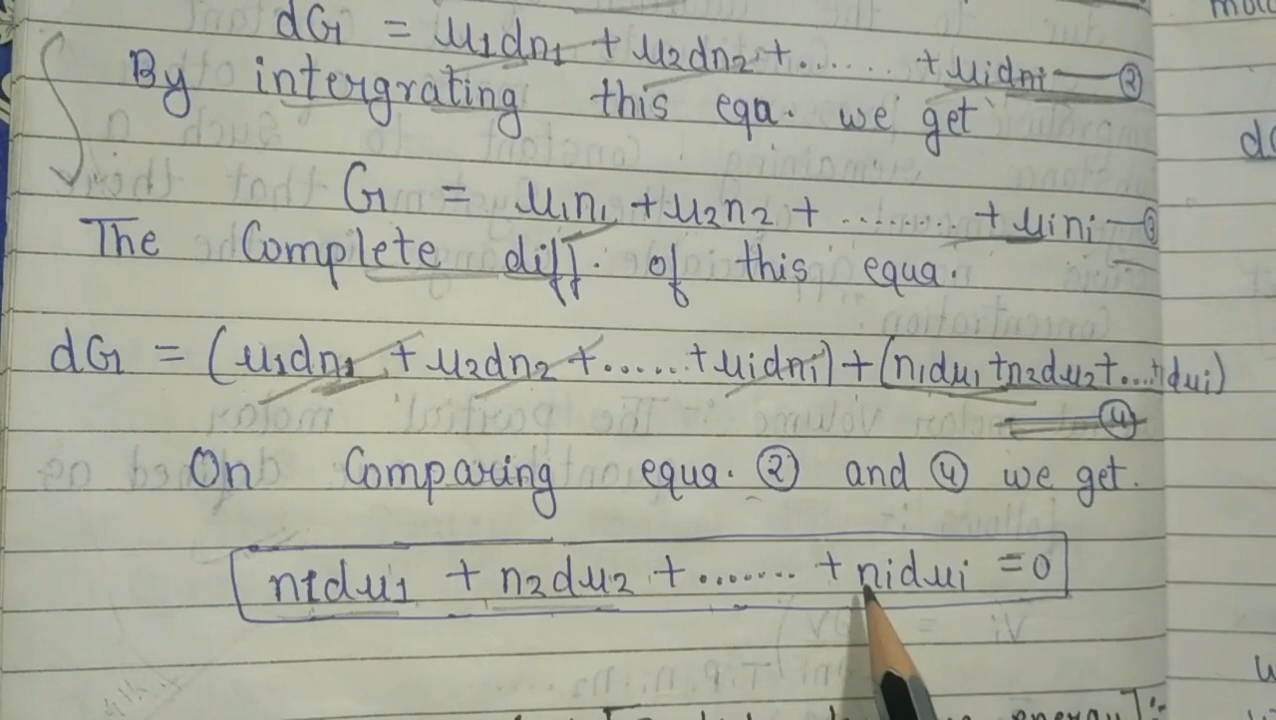 dG = μ1dn1 + μ2dn2 + ....... + μidni — ②
By intergrating this eqa. we get
G = μ1n1 + μ2n2 + ......... + μini — ③
The Complete diff. of this equa.
dG = (μ1dn1 + μ2dn2 + ...... + μidni) + (n1dμ1 + n2dμ2 + .... + dμi)
— ④
On Comparing equa. ② and ④ we get.
n1dμ1 + n2dμ2 + ....... + nidμi = 0